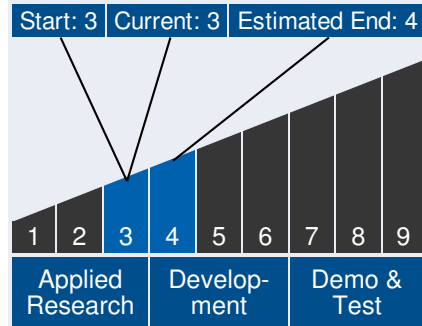 Start: 3 Current: 3 Estimated End: 4
1 2 3 4 5 6 7 8 9
Applied Research
Develop-
ment
Demo &
Test